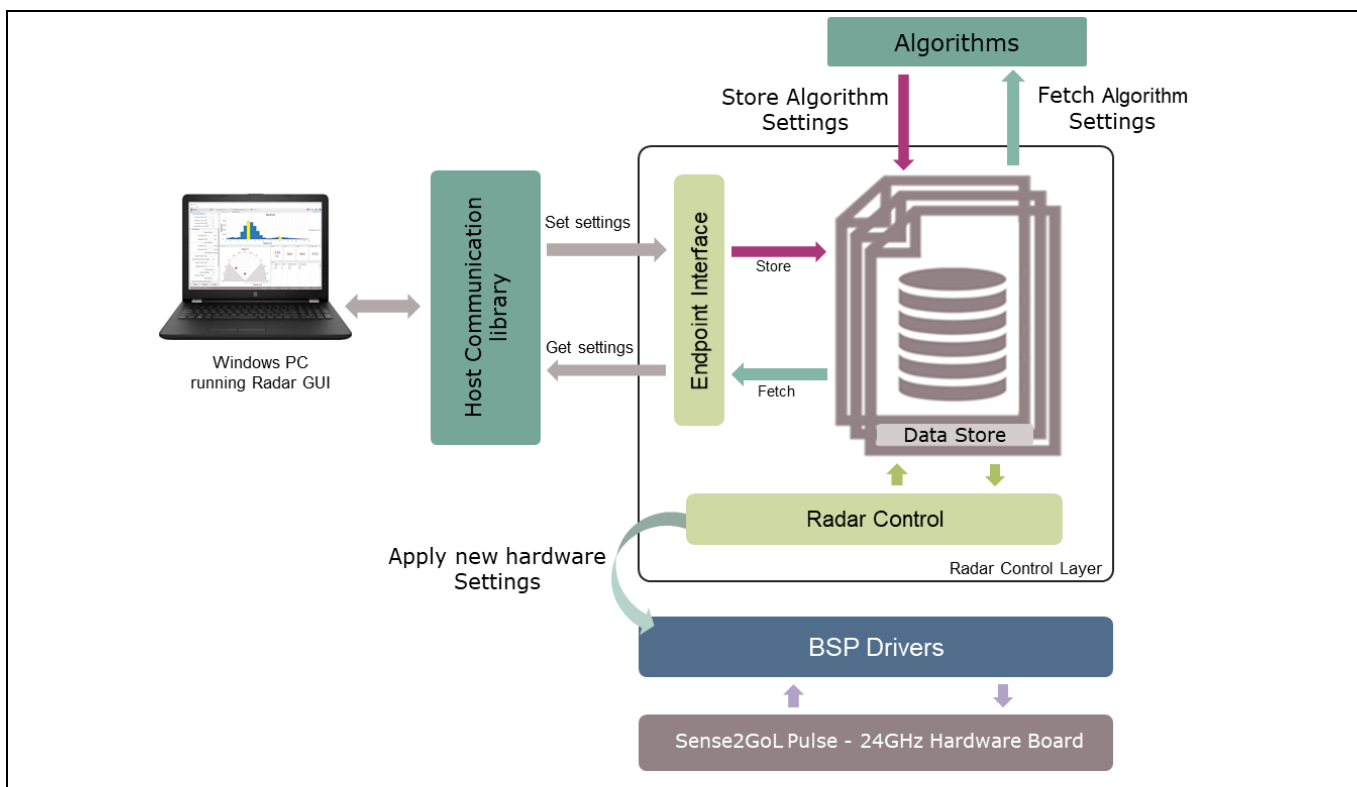 Algorithms
Store Algorithm
Settings
Fetch Algorithm
Settings
Host Communication
library
Set settings
Get settings
Endpoint Interface
Store
Fetch
Data Store
Windows PC
running Radar GUI
Radar Control
Radar Control Layer
Apply new hardware
Settings
BSP Drivers
Sense2GoL Pulse - 24GHz Hardware Board